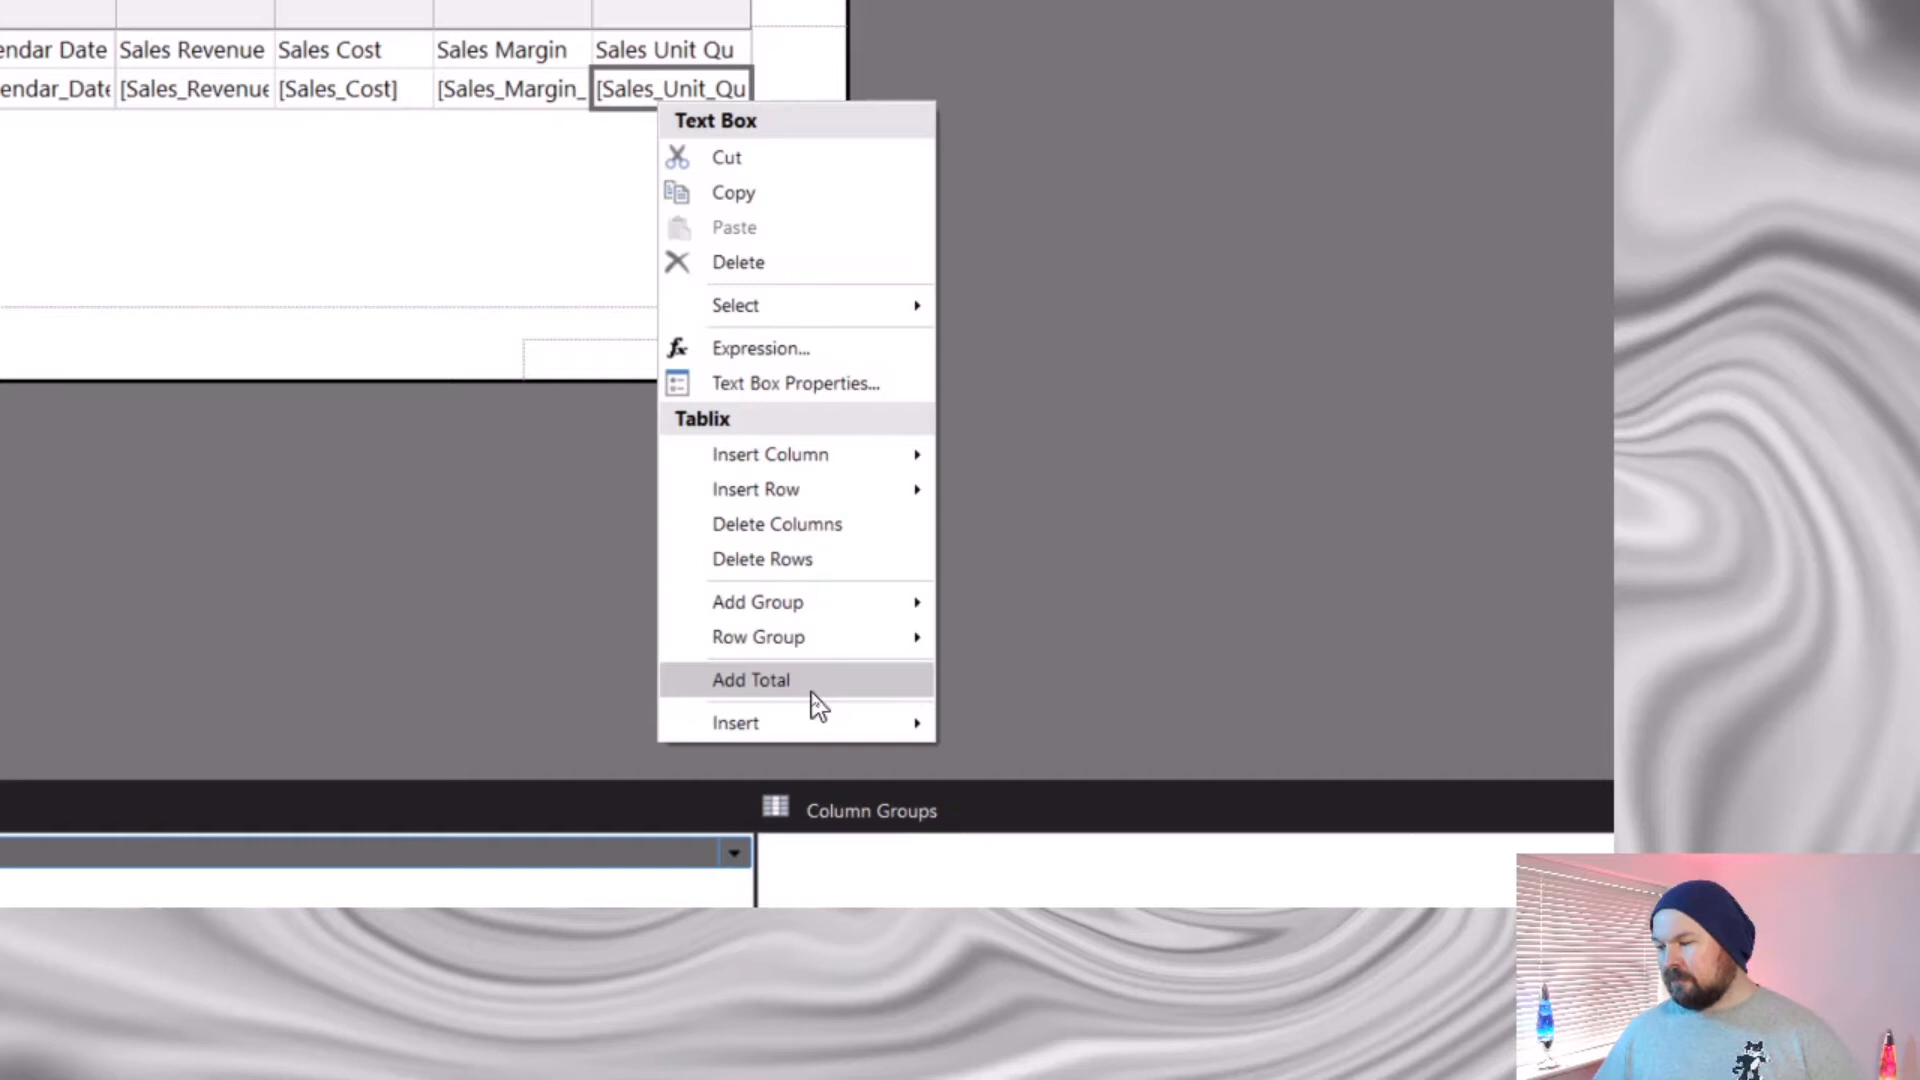 endar Date Sales Revenue Sales Cost Sales Margin Sales Unit Qu
endar_Date [Sales_Revenue [Sales_Cost] [Sales_Margin_ [Sales_Unit_Qu
Text Box
Cut
Copy
Paste
Delete
Select
fx Expression...
Text Box Properties...
Tablix
Insert Column
Insert Row
Delete Columns
Delete Rows
Add Group
Row Group
Add Total
Insert
Column Groups